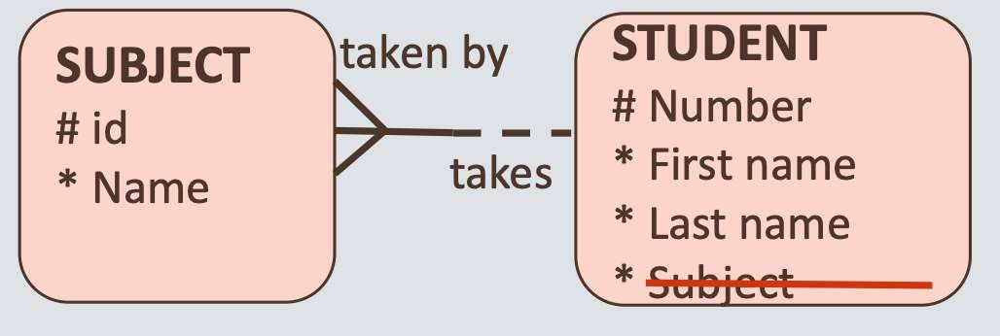 SUBJECT
# id
* Name
taken by
takes
STUDENT
# Number
* First name
* Last name
* Subject